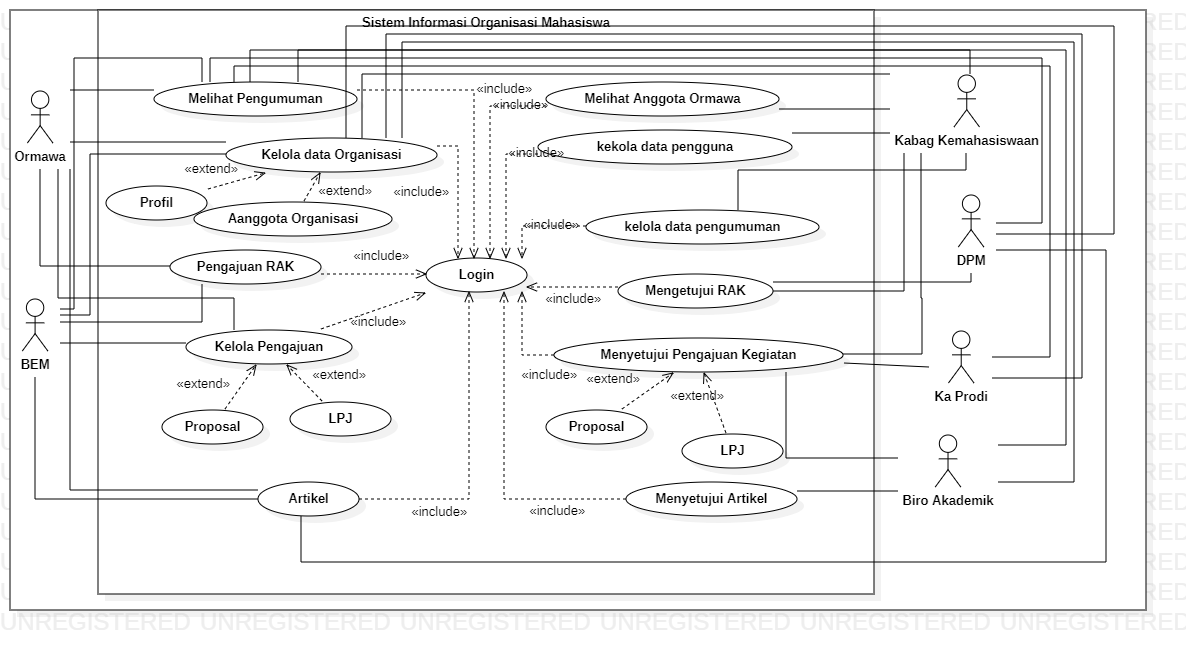 Sistem Informasi Organisasi Mahasiswa
Melihat Pengumuman
«include»
Melihat Anggota Ormawa
«include»
Ormawa
Kabag Kemahasiswaan
Kelola data Organisasi
«include»
kekola data pengguna
«extend»
«extend»
«include»
Profil
Aanggota Organisasi
«include»
kelola data pengumuman
DPM
Pengajuan RAK
«include»
Login
Mengetujui RAK
«include»
«include»
BEM
Kelola Pengajuan
Menyetujui Pengajuan Kegiatan
«extend»
«extend»
«include»
«extend»
«extend»
Ka Prodi
Proposal
LPJ
Proposal
LPJ
Artikel
«include»
«include»
Menyetujui Artikel
Biro Akademik
UNREGISTERED UNREGISTERED UNREGISTERED UNREGISTERED UNREGISTERED UNREGISTERED